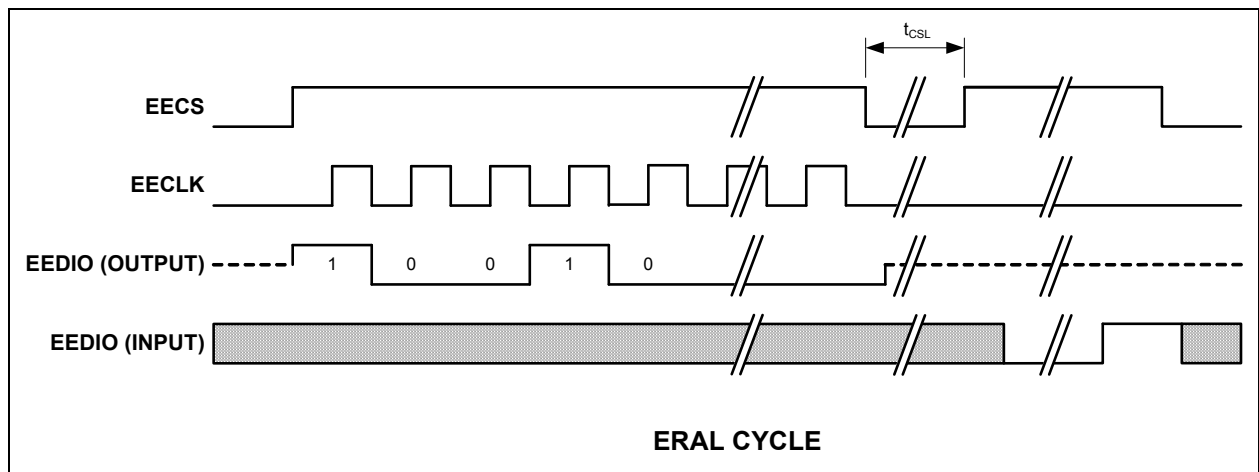 tCSL
EECS
EECLK
EEDIO (OUTPUT)
1 0 0 1 0
EEDIO (INPUT)
ERAL CYCLE